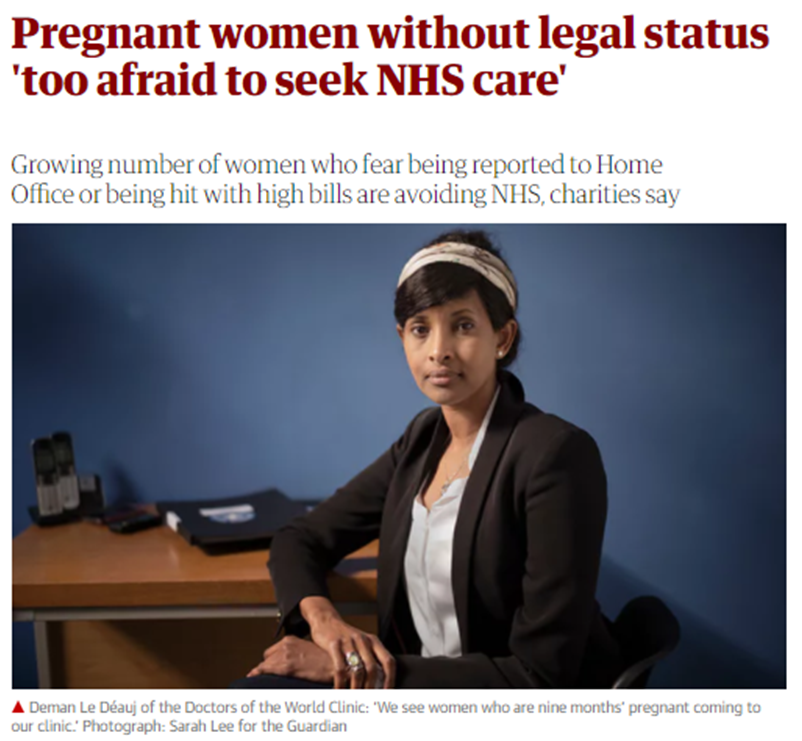 Pregnant women without legal status
'too afraid to seek NHS care'
Growing number of women who fear being reported to Home
Office or being hit with high bills are avoiding NHS, charities say
▲ Deman Le Déauj of the Doctors of the World Clinic: 'We see women who are nine months' pregnant coming to
our clinic.' Photograph: Sarah Lee for the Guardian